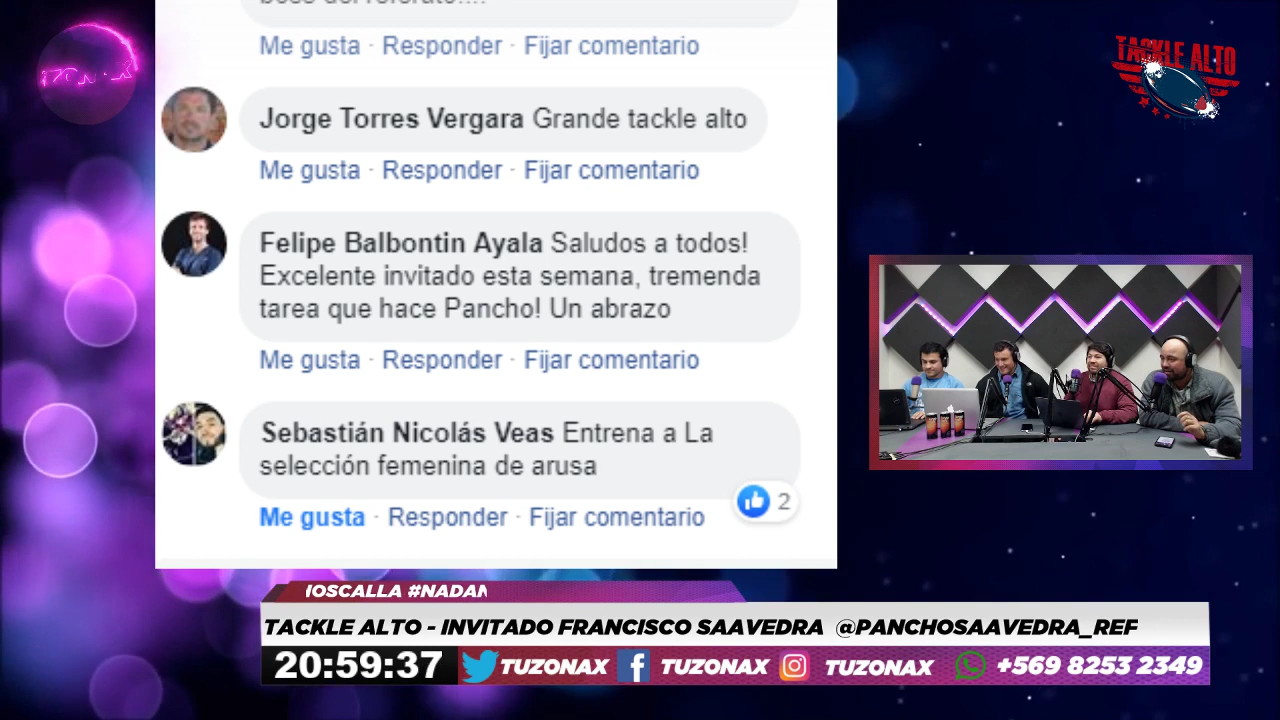 TACKLE ALTO
Me gusta · Responder · Fijar comentario
Jorge Torres Vergara Grande tackle alto
Me gusta · Responder · Fijar comentario
Felipe Balbontin Ayala Saludos a todos!
Excelente invitado esta semana, tremenda
tarea que hace Pancho! Un abrazo
Me gusta · Responder · Fijar comentario
Sebastián Nicolás Veas Entrena a La
selección femenina de arusa
2
Me gusta · Responder · Fijar comentario
IOSCALLA #NADAN
TACKLE ALTO - INVITADO FRANCISCO SAAVEDRA @PANCHOSAAVEDRA_REF
20:59:37 TUZONAX TUZONAX TUZONAX +569 8253 2349